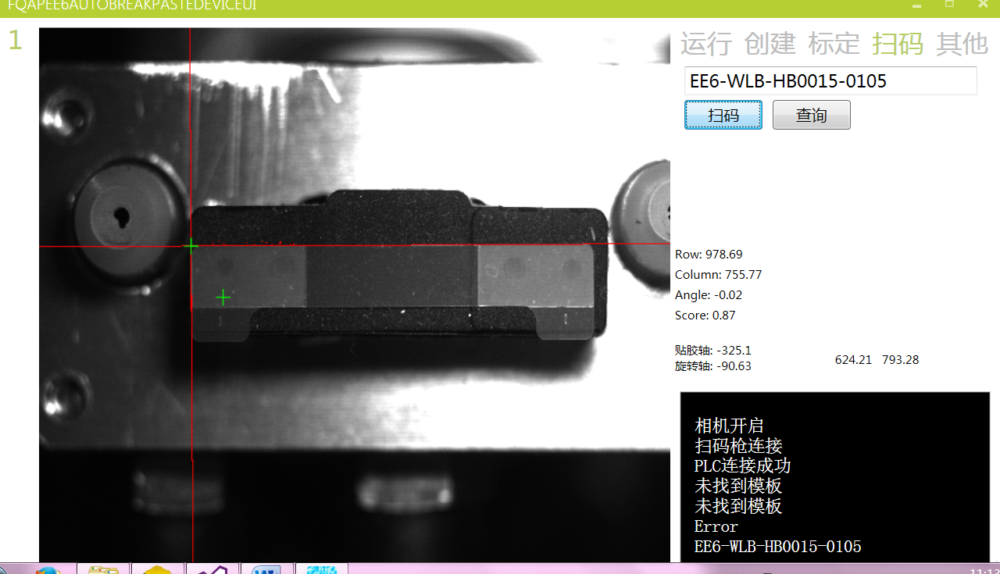 FQAPEE6AUTOBREAKPASTEDEVICEUI
1
运行 创建 标定 扫码 其他
EE6-WLB-HB0015-0105
扫码 查询
Row: 978.69
Column: 755.77
Angle: -0.02
Score: 0.87
贴胶轴: -325.1
旋转轴: -90.63
624.21 793.28
相机开启
扫码枪连接
PLC连接成功
未找到模板
未找到模板
Error
EE6-WLB-HB0015-0105